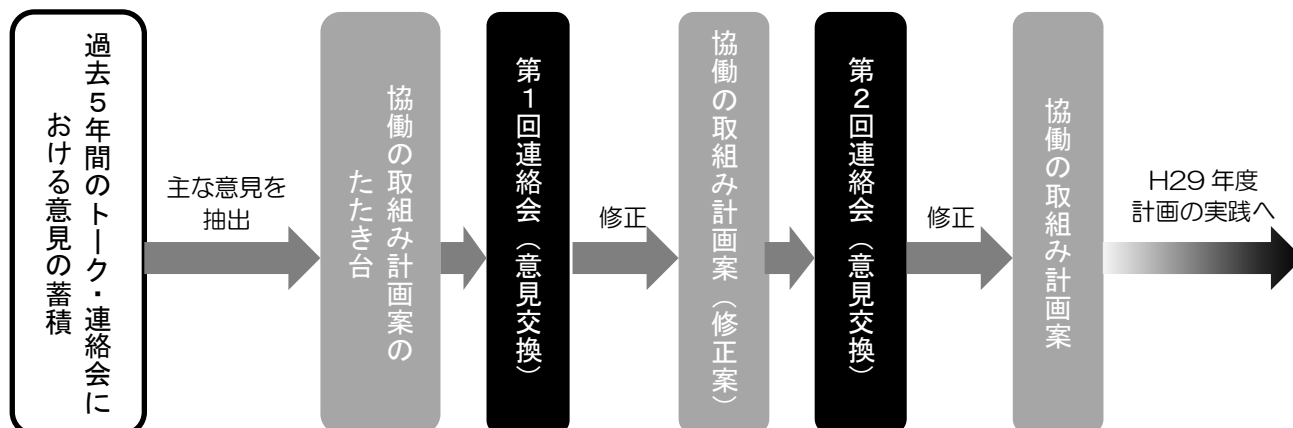 過去5年間のトーク・連絡会に
おける意見の蓄積
主な意見を
抽出
協働の取組み計画案の
たたき台
第1回連絡会（意見交換）
修正
協働の取組み計画案（修正案）
第2回連絡会（意見交換）
修正
協働の取組み計画案
H29 年度
計画の実践へ